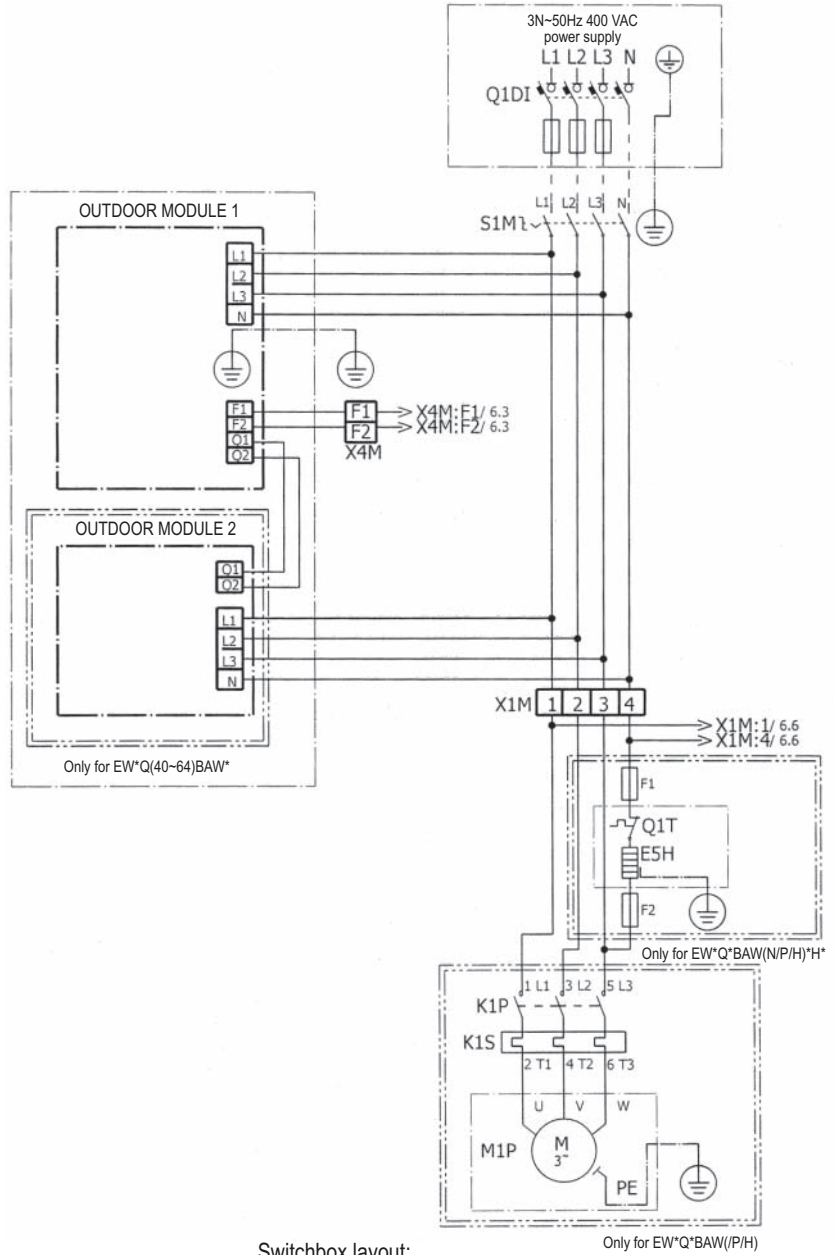 3N~50Hz 400 VAC
power supply
L1 L2 L3 N
Q1DI
L1 L2 L3 N
S1M
OUTDOOR MODULE 1
L1
L2
L3
N
F1
F2
Q1
Q2
F1
F2
X4M
X4M:F1/ 6.3
X4M:F2/ 6.3
OUTDOOR MODULE 2
Q1
Q2
L1
L2
L3
N
Only for EW*Q(40~64)BAW*
X1M 1 2 3 4
X1M:1/ 6.6
X1M:4/ 6.6
F1
Q1T
E5H
F2
Only for EW*Q*BAW(N/P/H)*H*
1 L1 3 L2 5 L3
K1P
K1S
2 T1 4 T2 6 T3
U V W
M1P
M
3~
PE
Only for EW*Q*BAW(/P/H)
Switchbox layout: